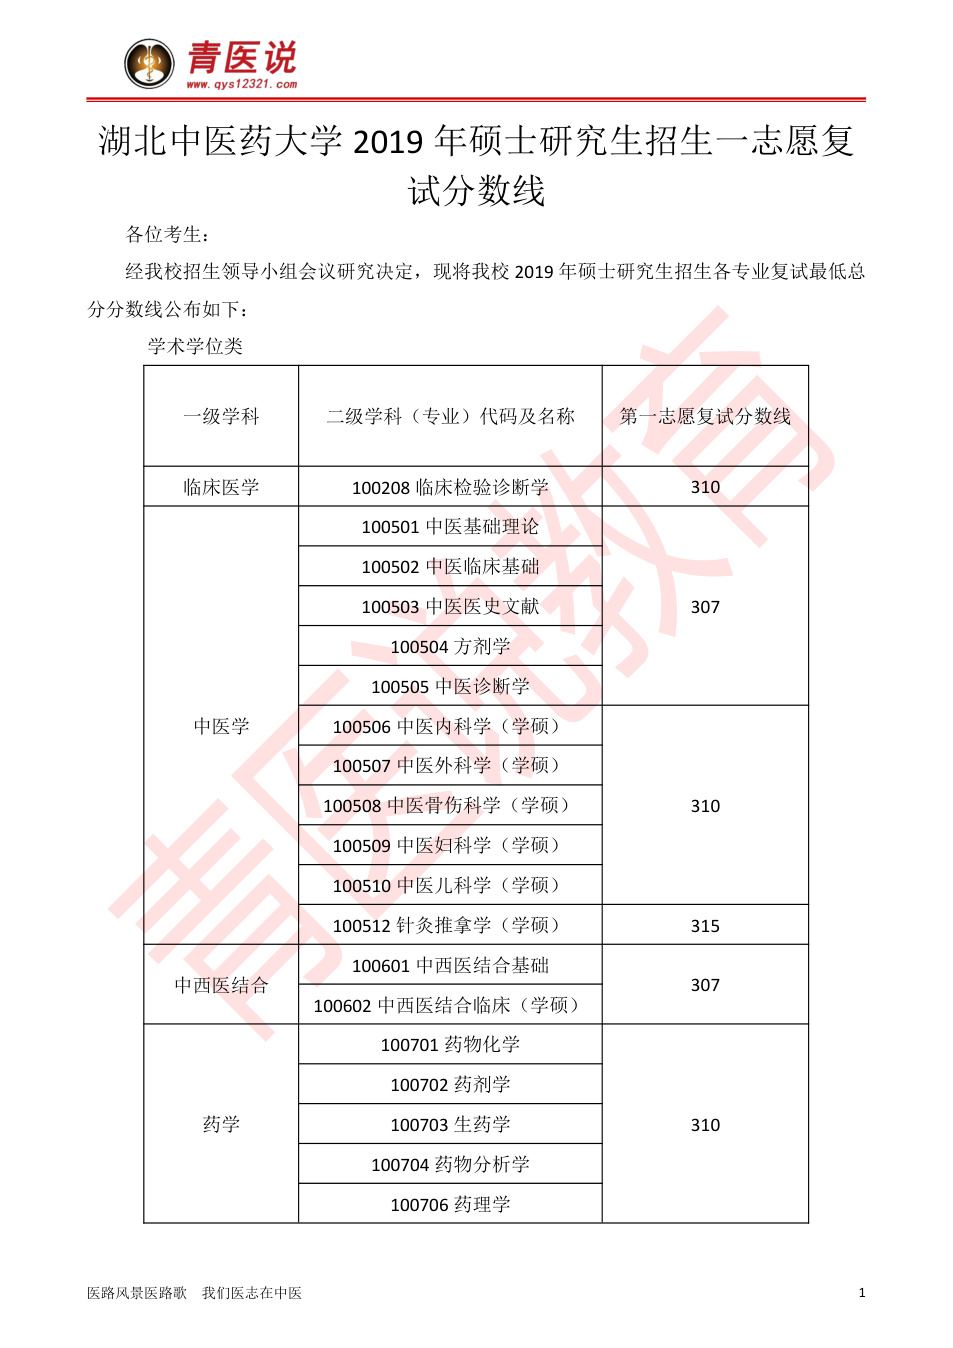 青医说
www.qys12321.com
湖北中医药大学 2019 年硕士研究生招生一志愿复
试分数线
各位考生：
经我校招生领导小组会议研究决定，现将我校 2019 年硕士研究生招生各专业复试最低总
分分数线公布如下：
学术学位类
一级学科 二级学科（专业）代码及名称 第一志愿复试分数线
临床医学 100208 临床检验诊断学 310
100501 中医基础理论
100502 中医临床基础
100503 中医医史文献 307
100504 方剂学
100505 中医诊断学
中医学 100506 中医内科学（学硕）
100507 中医外科学（学硕）
100508 中医骨伤科学（学硕） 310
100509 中医妇科学（学硕）
100510 中医儿科学（学硕）
100512 针灸推拿学（学硕） 315
中西医结合 100601 中西医结合基础 307
100602 中西医结合临床（学硕）
100701 药物化学
100702 药剂学
药学 100703 生药学 310
100704 药物分析学
100706 药理学
青医说教育
医路风景医路歌 我们医志在中医 1